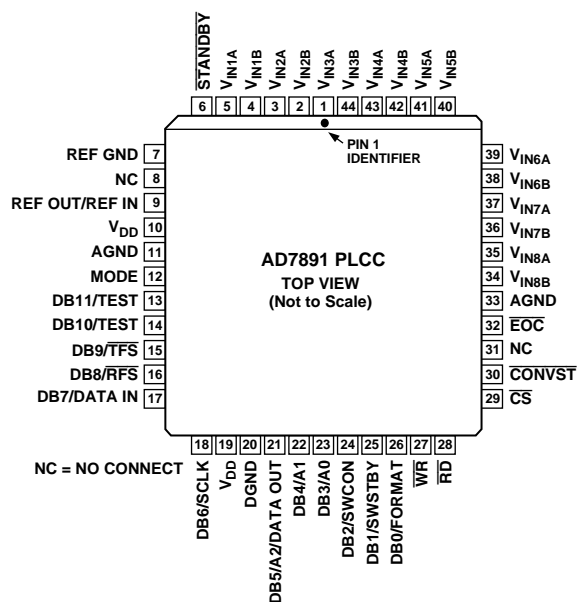 STANDBY
VIN1A
VIN1B
VIN2A
VIN2B
VIN3A
VIN3B
VIN4A
VIN4B
VIN5A
VIN5B
6 5 4 3 2 1 44 43 42 41 40
PIN 1
IDENTIFIER
REF GND 7
NC 8
REF OUT/REF IN 9
VDD 10
AGND 11
MODE 12
DB11/TEST 13
DB10/TEST 14
DB9/TFS 15
DB8/RFS 16
DB7/DATA IN 17
AD7891 PLCC
TOP VIEW
(Not to Scale)
39 VIN6A
38 VIN6B
37 VIN7A
36 VIN7B
35 VIN8A
34 VIN8B
33 AGND
32 EOC
31 NC
30 CONVST
29 CS
18 19 20 21 22 23 24 25 26 27 28
NC = NO CONNECT
DB6/SCLK
VDD
DGND
DB5/A2/DATA OUT
DB4/A1
DB3/A0
DB2/SWCON
DB1/SWSTBY
DB0/FORMAT
WR
RD